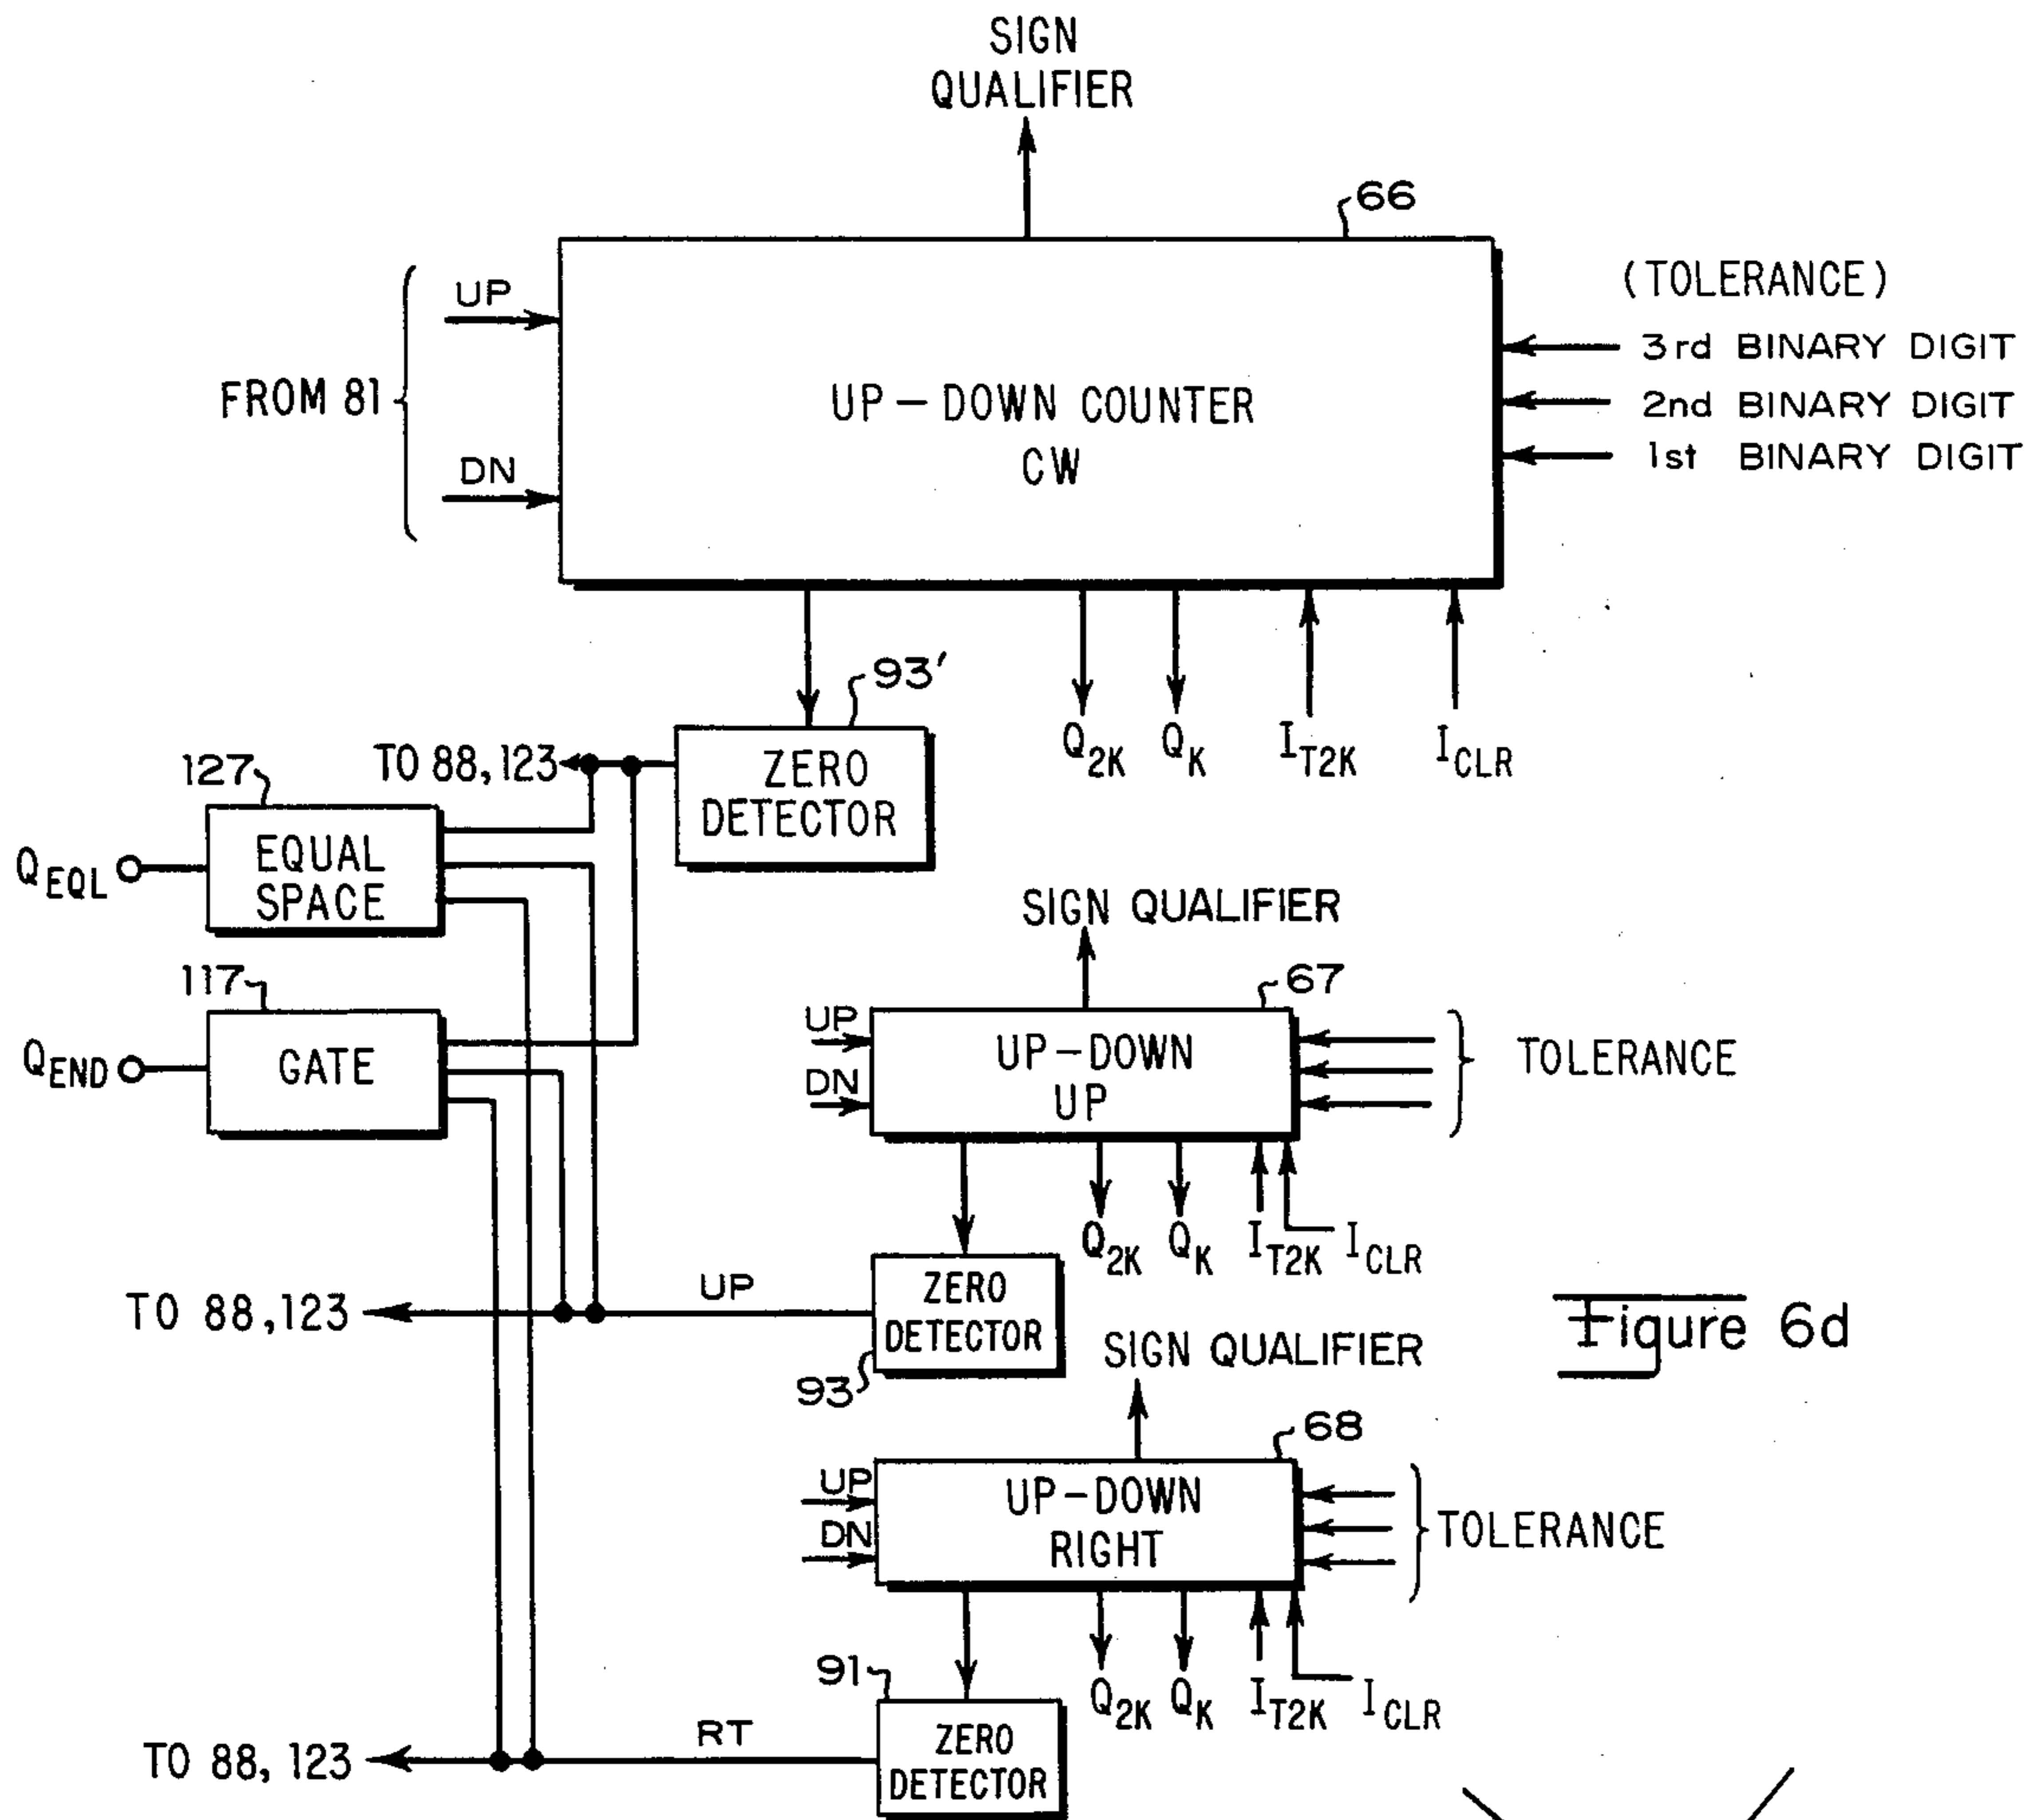 SIGN
QUALIFIER
66
(TOLERANCE)
UP
3rd BINARY DIGIT
FROM 81
UP-DOWN COUNTER
2nd BINARY DIGIT
CW
1st BINARY DIGIT
DN
93'
Q2K QK IT2K ICLR
TO 88, 123
ZERO
DETECTOR
127
EQUAL
SPACE
QEQL
SIGN QUALIFIER
117
67
UP
DN
UP-DOWN
UP
TOLERANCE
QEND
GATE
Q2K QK IT2K ICLR
TO 88, 123
UP
ZERO
DETECTOR
93
Figure 6d
SIGN QUALIFIER
68
UP
DN
UP-DOWN
RIGHT
TOLERANCE
91
Q2K QK IT2K ICLR
TO 88, 123
RT
ZERO
DETECTOR